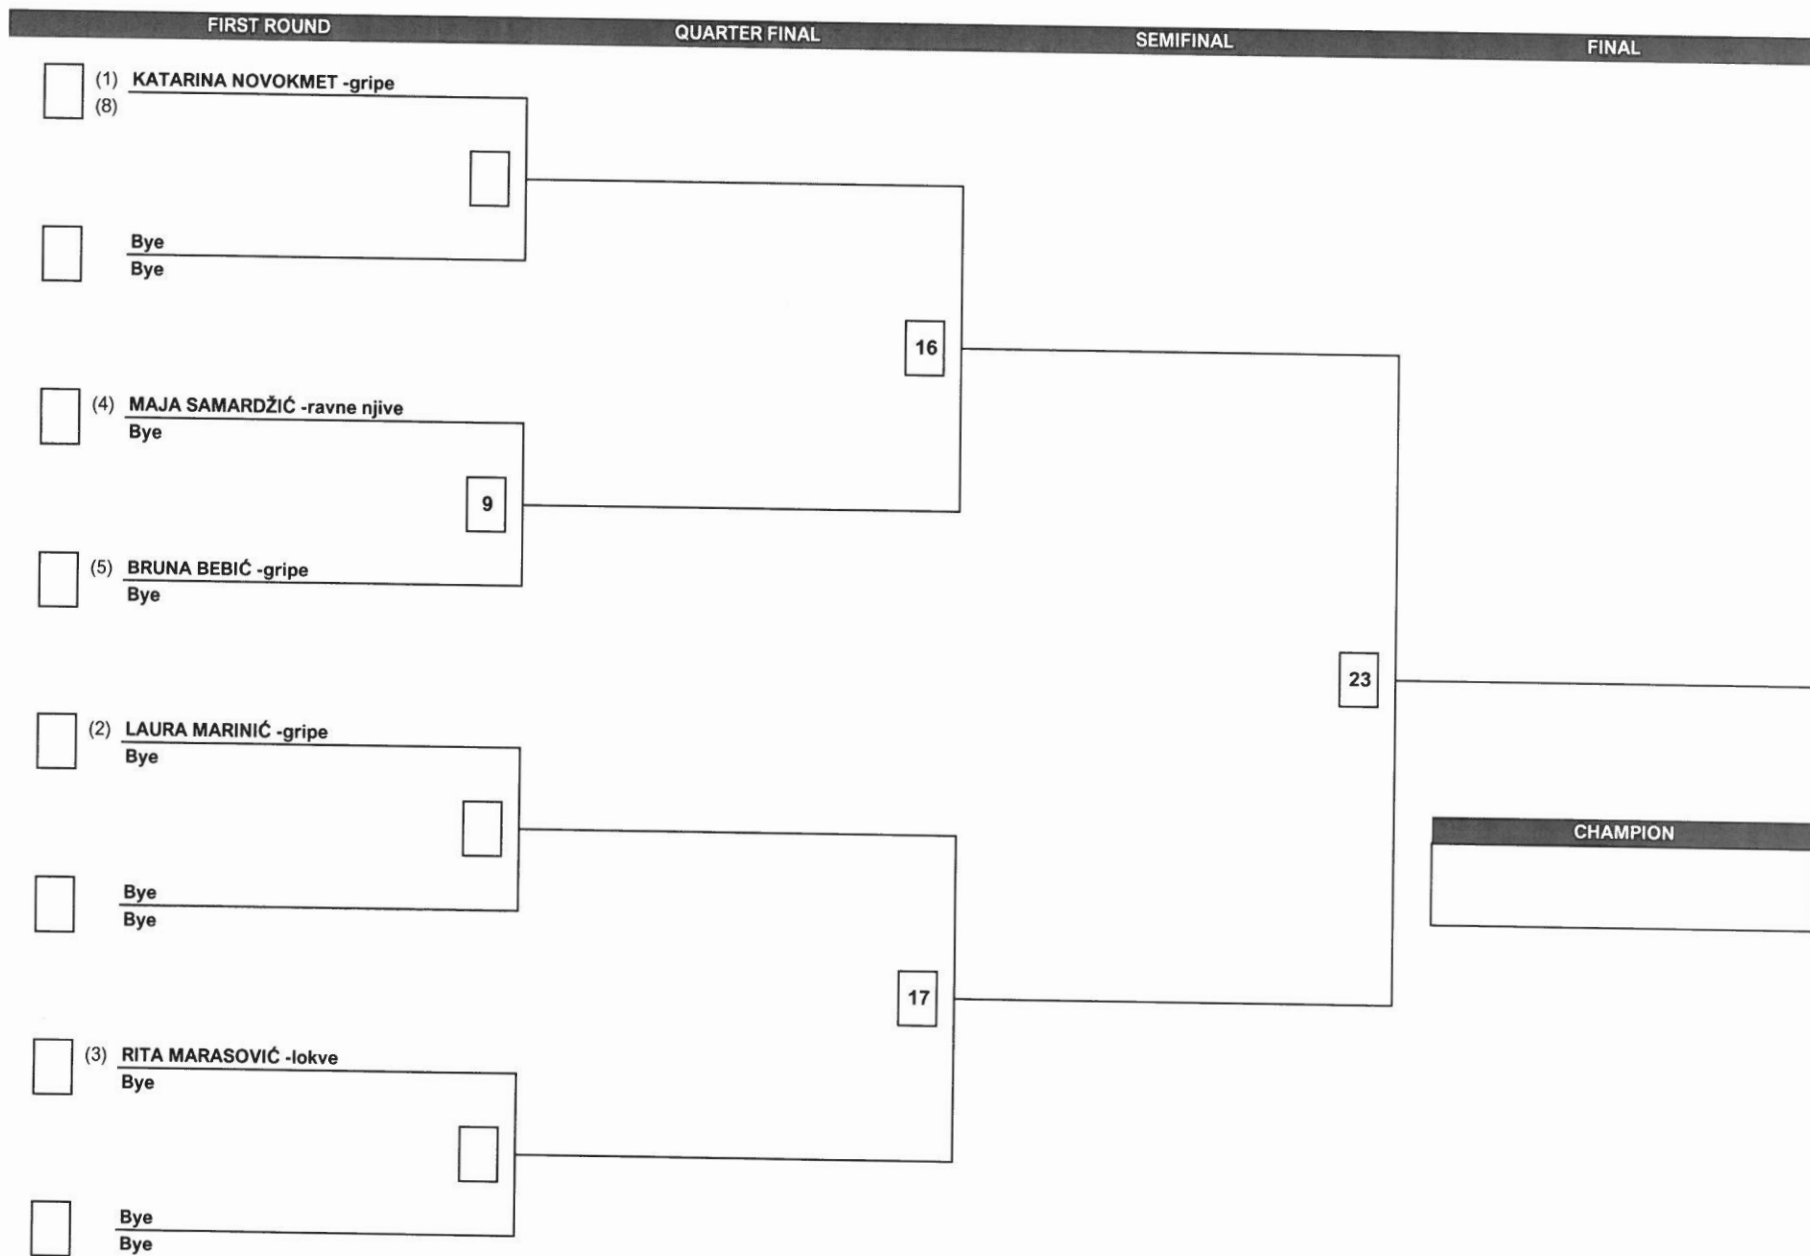 FIRST ROUND QUARTER FINAL SEMIFINAL FINAL
(1) KATARINA NOVOKMET -gripe
(8)
Bye
Bye
16
(4) MAJA SAMARDŽIĆ -ravne njive
Bye
9
(5) BRUNA BEBIĆ -gripe
Bye
23
(2) LAURA MARINIĆ -gripe
Bye
CHAMPION
Bye
Bye
17
(3) RITA MARASOVIĆ -lokve
Bye
Bye
Bye